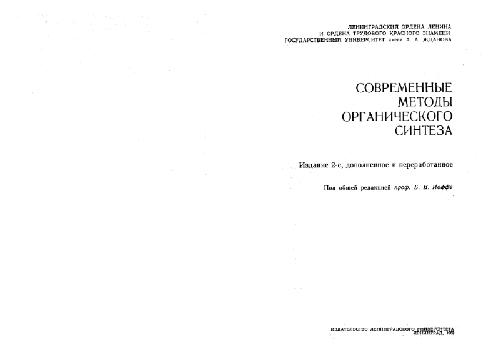 ЛЕНИНГРАДСКИЙ ОРДЕНА ЛЕНИНА
И ОРДЕНА ТРУДОВОГО КРАСНОГО ЗНАМЕНИ
ГОСУДАРСТВЕННЫЙ УНИВЕРСИТЕТ имени А. А. ЖДАНОВА
СОВРЕМЕННЫЕ
МЕТОДЫ
ОРГАНИЧЕСКОГО
СИНТЕЗА
Издание 2-е, дополненное и переработанное
Под общей редакцией проф. Б. В. Иоффе
ИЗДАТЕЛЬСТВО ЛЕНИНГРАДСКОГО УНИВЕРСИТЕТА
ЛЕНИНГРАД,